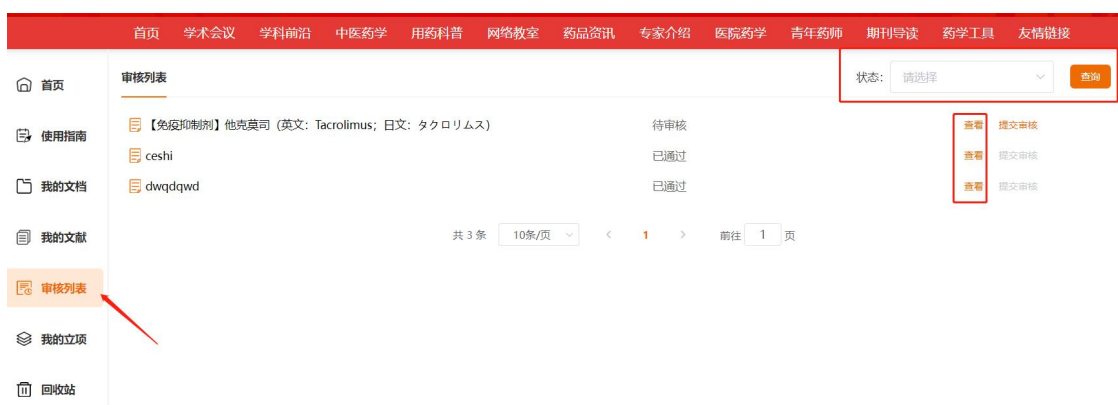 首页 学术会议 学科前沿 中医药学 用药科普 网络教室 药品资讯 专家介绍 医院药学 青年药师 期刊导读 药学工具 友情链接
首页
使用指南
我的文档
我的文献
审核列表
我的立项
回收站
审核列表
状态: 请选择 查询
【免疫抑制剂】他克莫司 (英文: Tacrolimus; 日文: タクロリムス) 待审核 查看 提交审核
ceshi 已通过 查看 提交审核
dwqdqwd 已通过 查看 提交审核
共 3 条 10条/页 < 1 > 前往 1 页